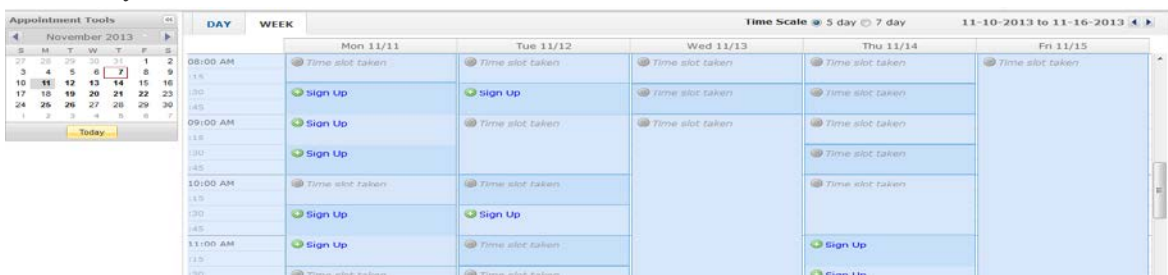 Appointment Tools
DAY WEEK Time Scale 5 day 7 day 11-10-2013 to 11-16-2013
November 2013
S M T W T F S
27 28 29 30 31 1 2
3 4 5 6 7 8 9
10 11 12 13 14 15 16
17 18 19 20 21 22 23
24 25 26 27 28 29 30
1 2 3 4 5 6 7
Today
Mon 11/11 Tue 11/12 Wed 11/13 Thu 11/14 Fri 11/15
08:00 AM Time slot taken Time slot taken Time slot taken Time slot taken Time slot taken
:15
:30 Sign Up Sign Up Time slot taken Time slot taken
:45
09:00 AM Sign Up Time slot taken Time slot taken Time slot taken
:15
:30 Sign Up Time slot taken
:45
10:00 AM Time slot taken Time slot taken Time slot taken
:15
:30 Sign Up Sign Up
:45
11:00 AM Sign Up Time slot taken Sign Up
:15
:30 Time slot taken Time slot taken Sign Up